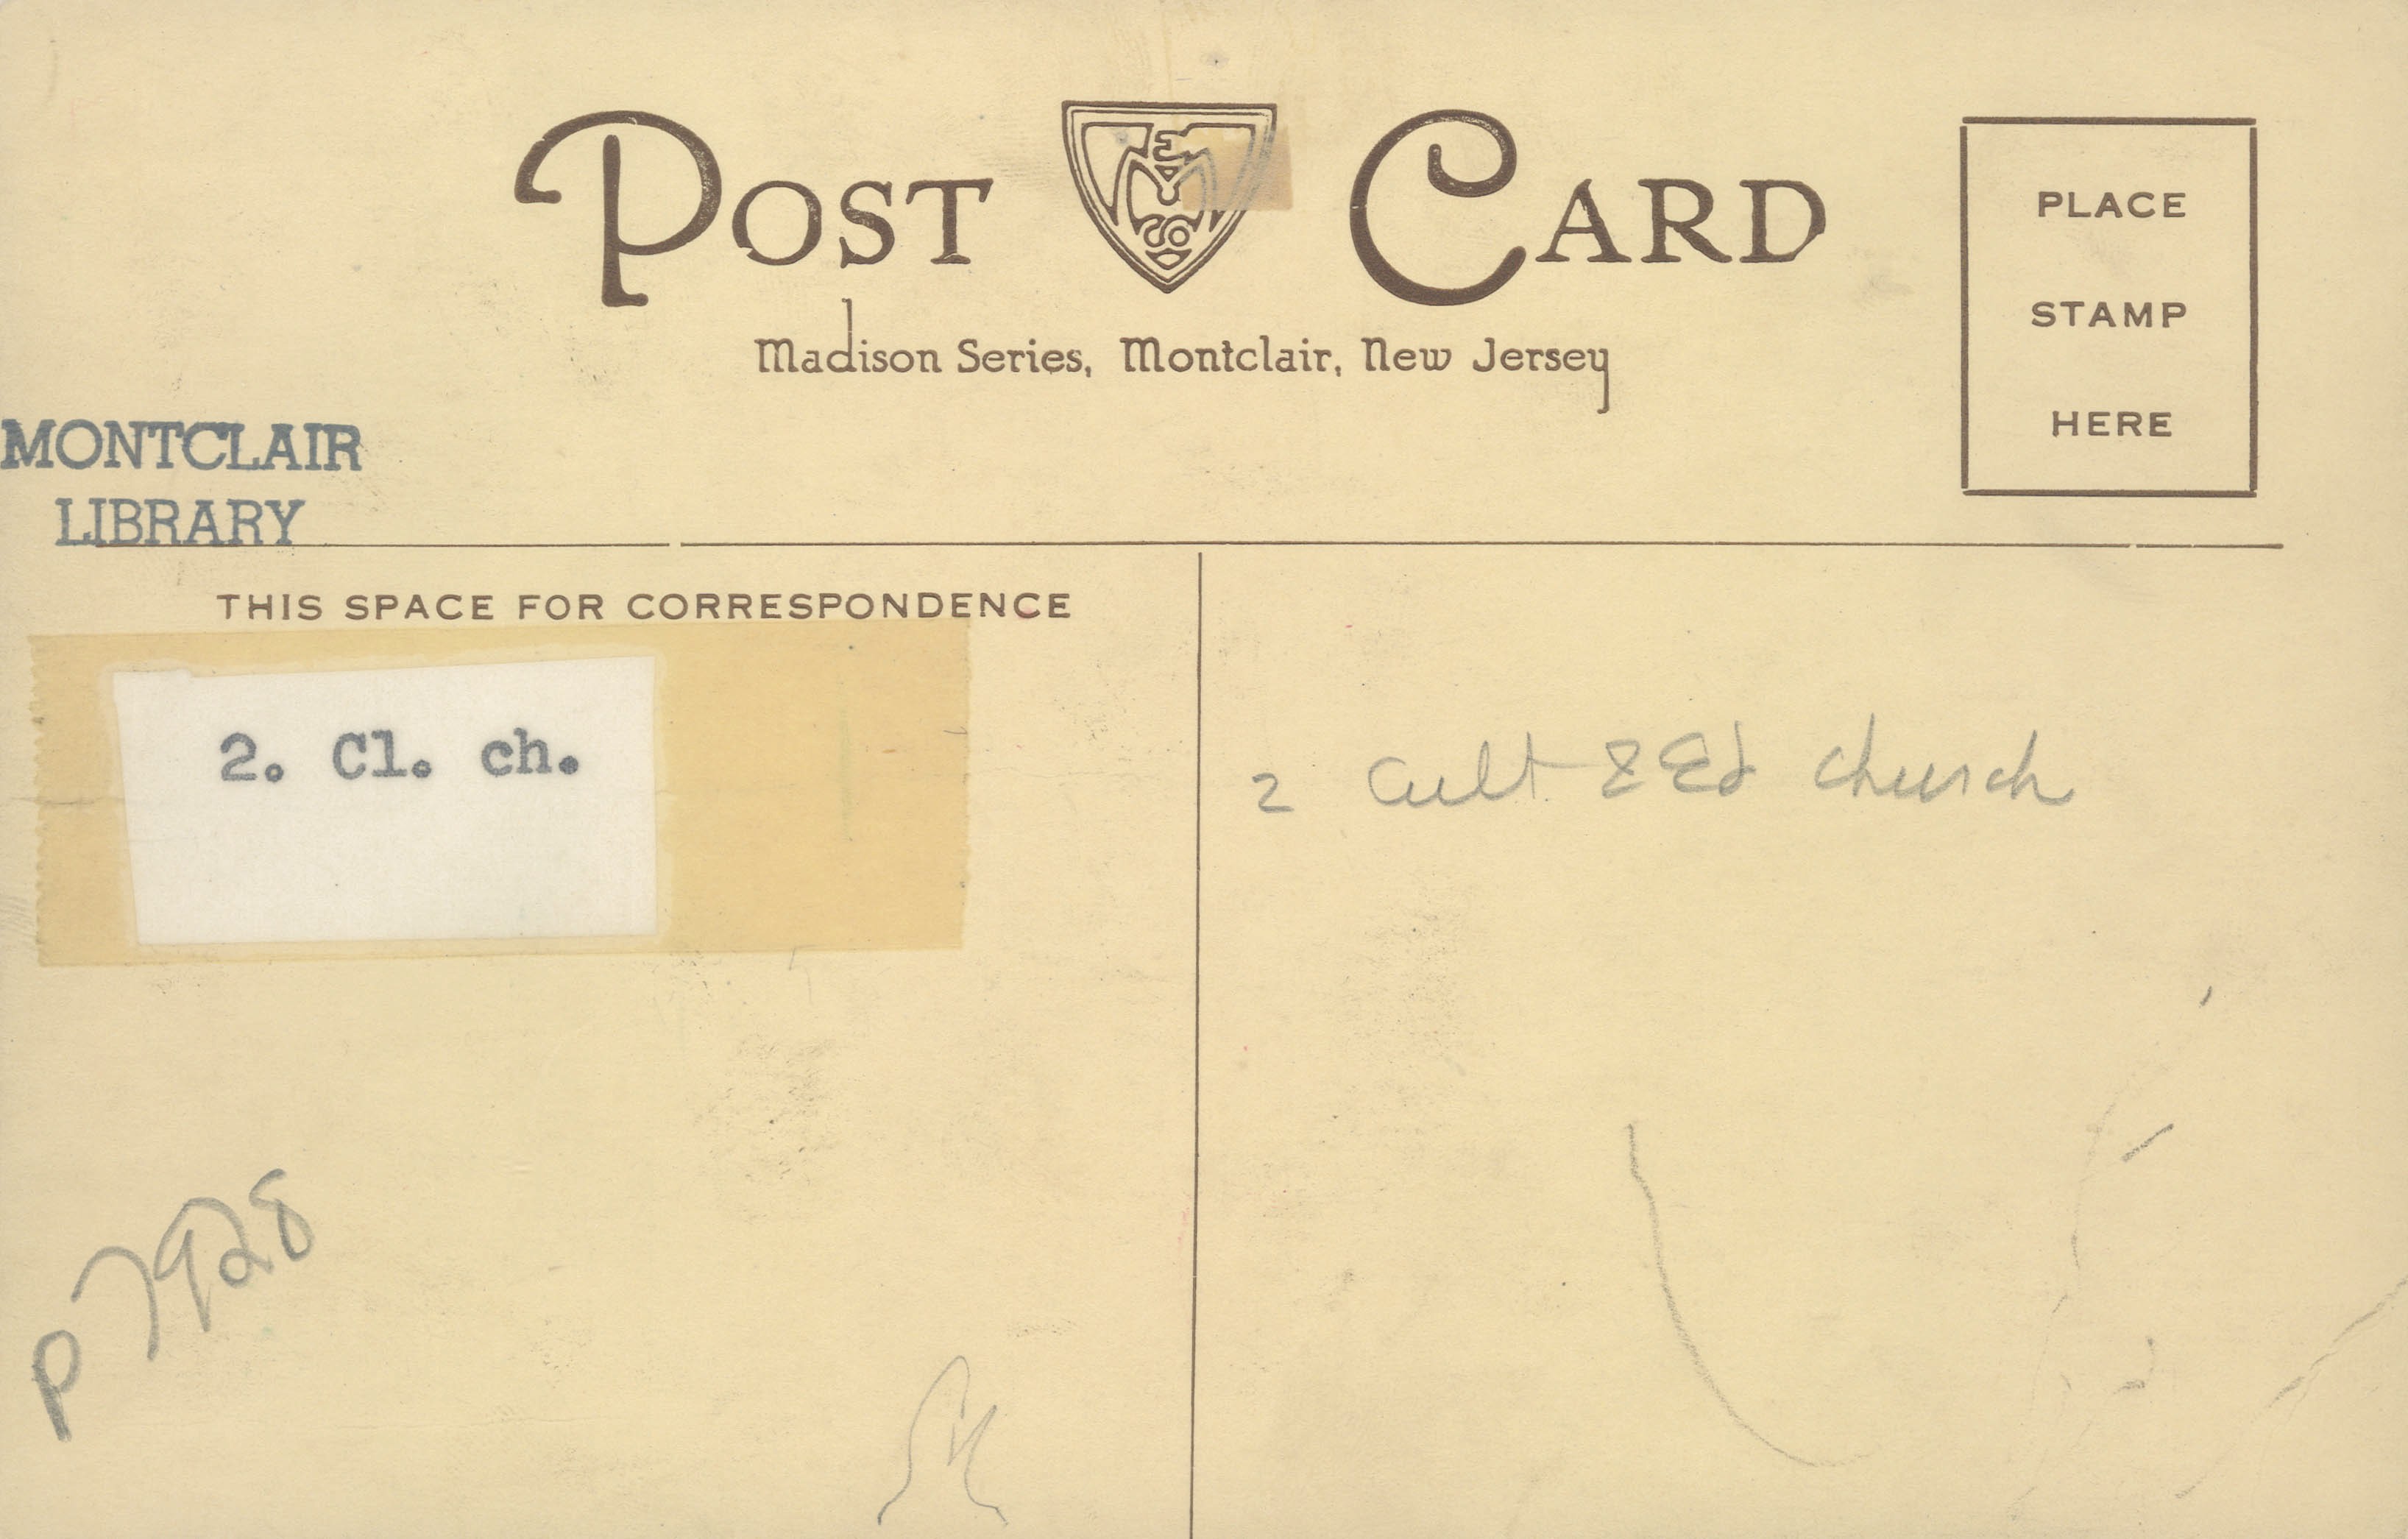 POST CARD
Madison Series, Montclair, New Jersey
PLACE
STAMP
HERE
MONTCLAIR
LIBRARY
THIS SPACE FOR CORRESPONDENCE
2. Cl. ch.
2 Cult & Ed church
P7928